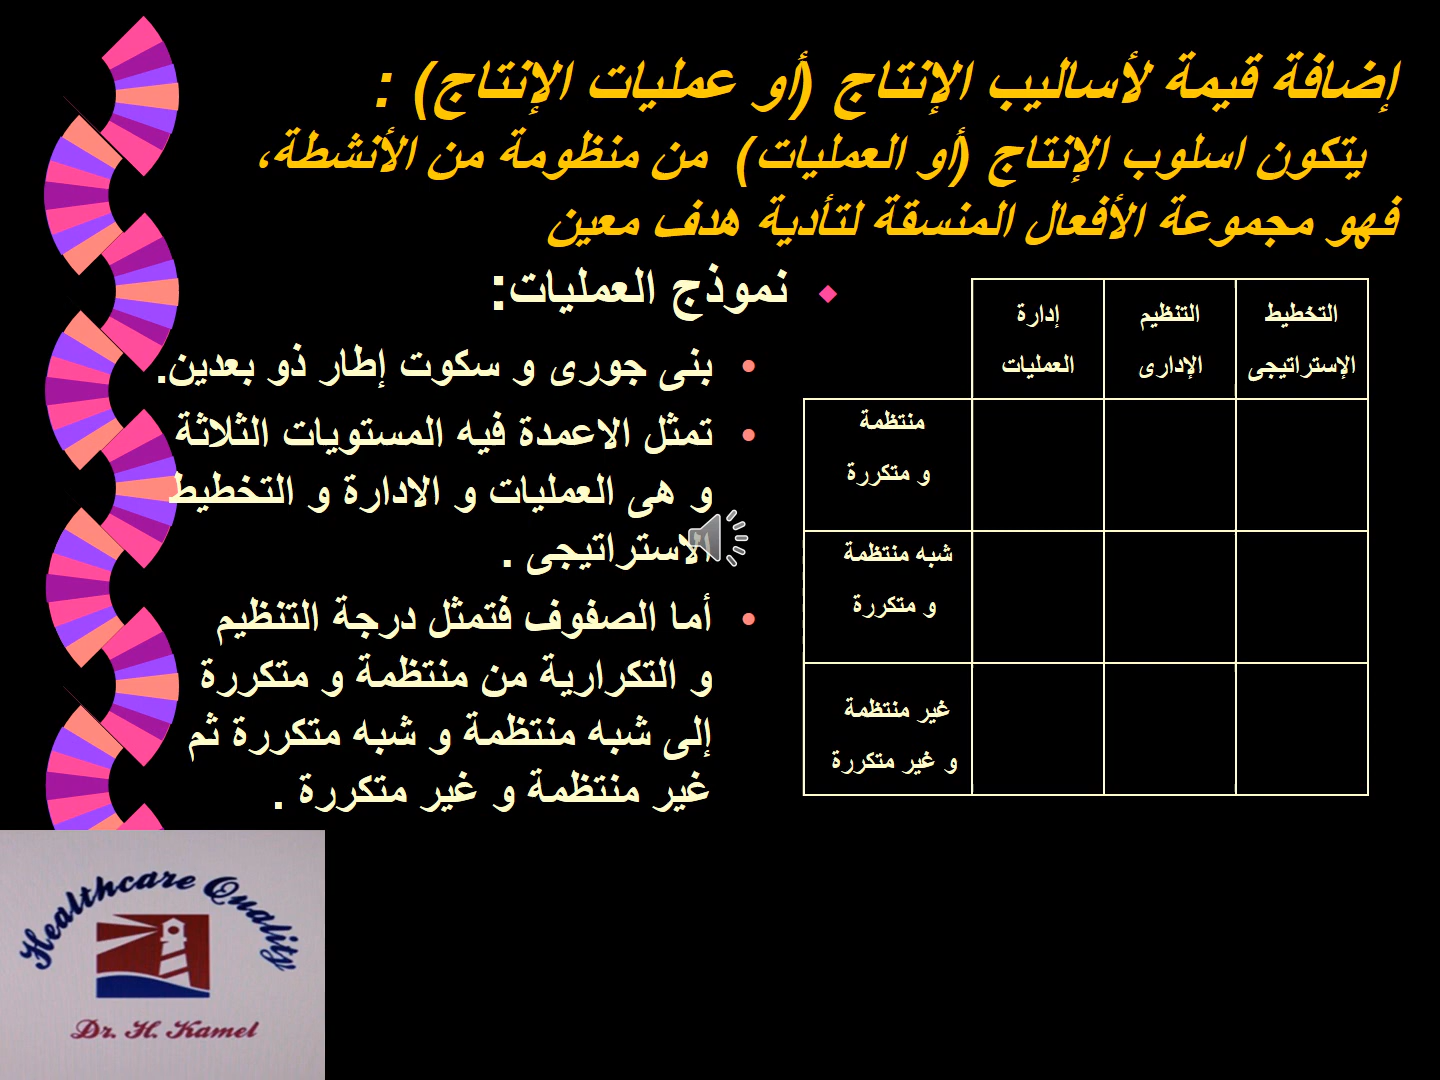 إضافة قيمة لأساليب الإنتاج (أو عمليات الإنتاج) :
يتكون اسلوب الإنتاج (أو العمليات) من منظومة من الأنشطة،
فهو مجموعة الأفعال المنسقة لتأدية هدف معين
التخطيط
الإستراتيجى
التنظيم
الإدارى
إدارة
العمليات
منتظمة
و متكررة
شبه منتظمة
و متكررة
غير منتظمة
و غير متكررة
نموذج العمليات:
بنى جورى و سكوت إطار ذو بعدين.
تمثل الاعمدة فيه المستويات الثلاثة
و هى العمليات و الادارة و التخطيط
الاستراتيجى .
أما الصفوف فتمثل درجة التنظيم
و التكرارية من منتظمة و متكررة
إلى شبه منتظمة و شبه متكررة ثم
غير منتظمة و غير متكررة .
Healthcare Quality
Dr. H. Kamel